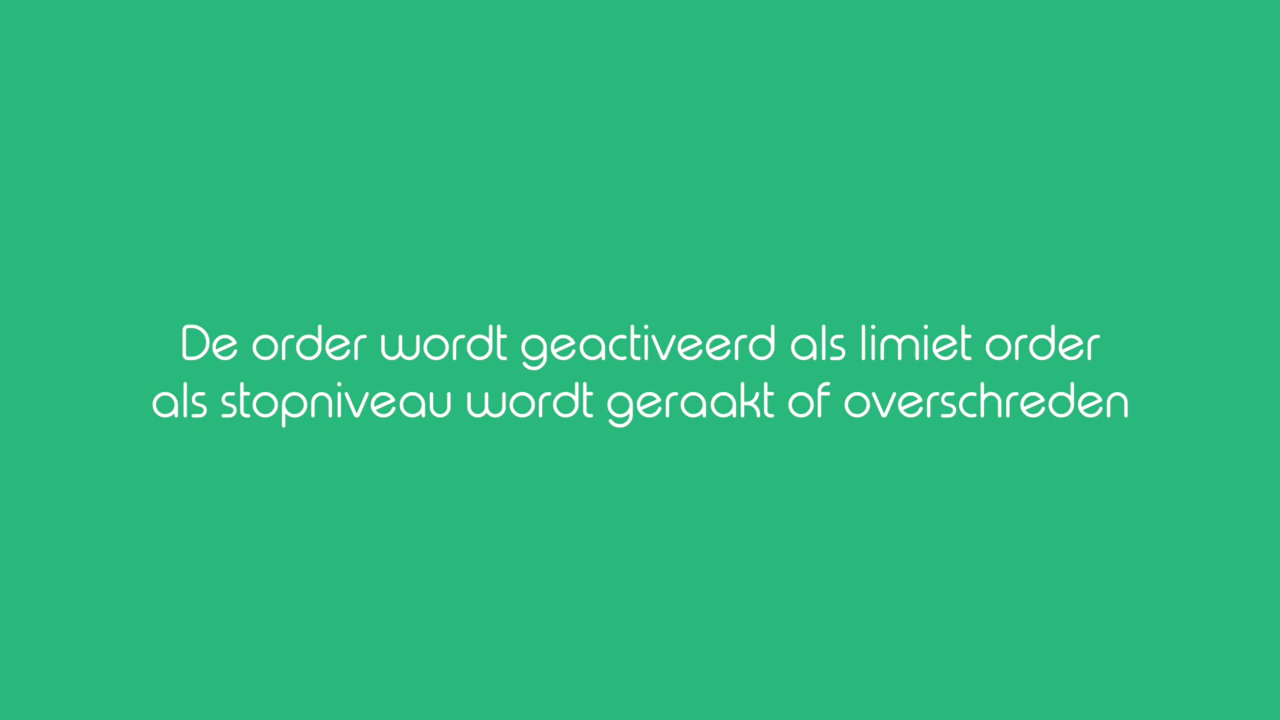 De order wordt geactiveerd als limiet order
als stopniveau wordt geraakt of overschreden